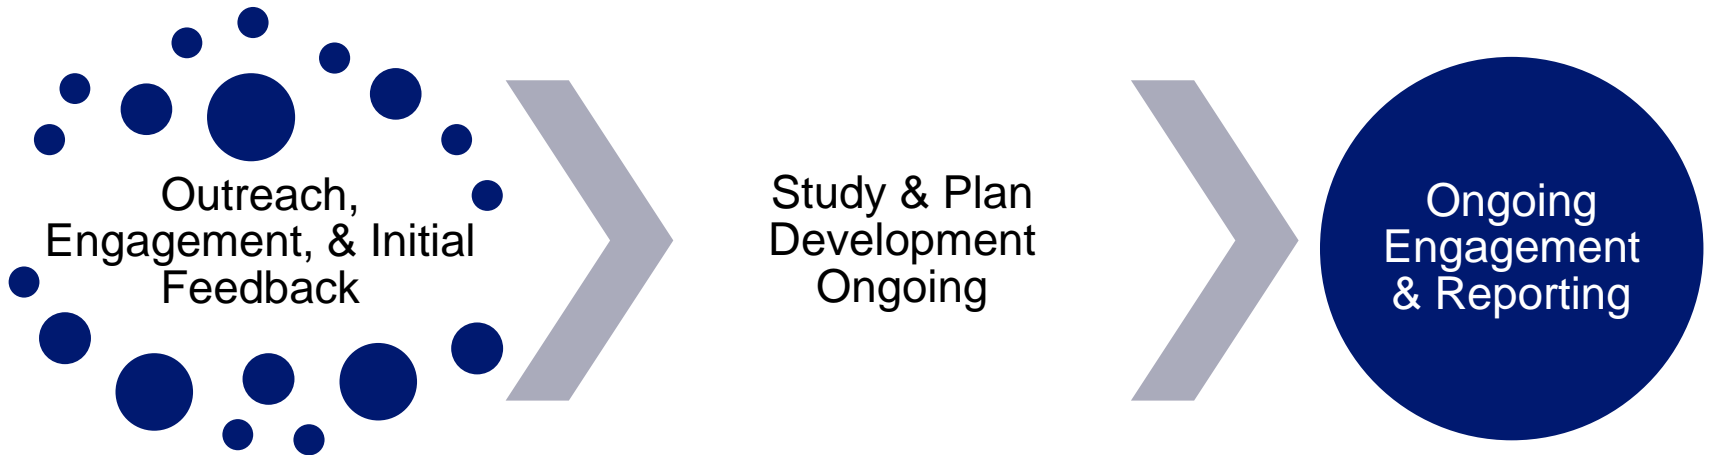 Outreach,
Engagement, & Initial
Feedback
Study & Plan
Development
Ongoing
Ongoing
Engagement
& Reporting